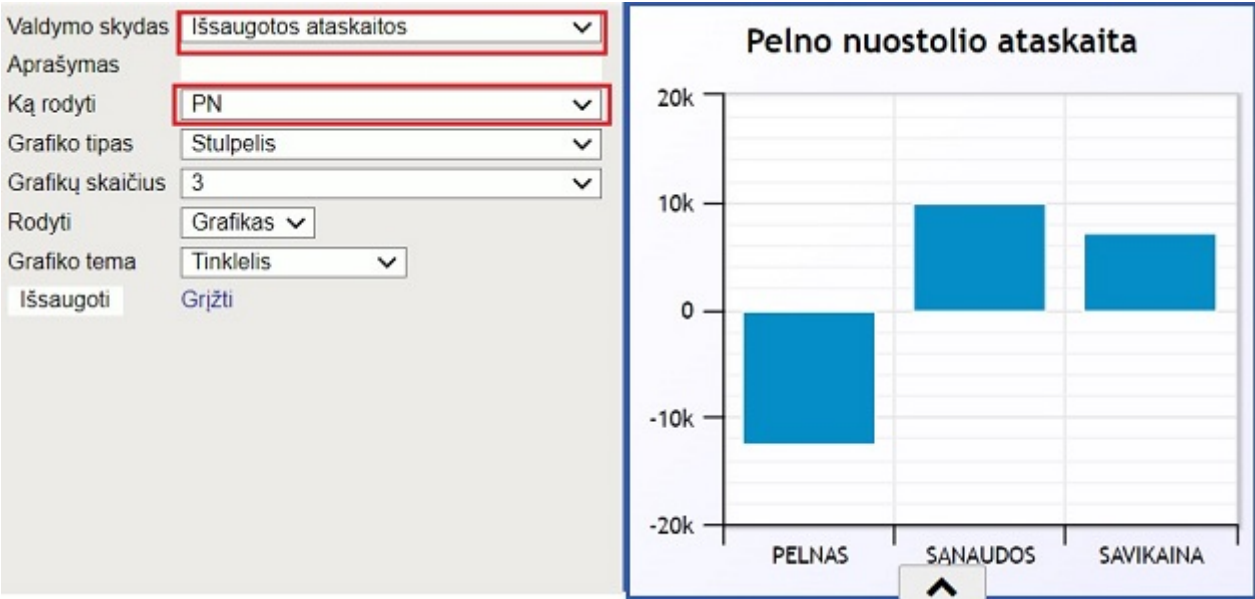 Valdymo skydas Išsaugotos ataskaitos
Aprašymas
Ką rodyti PN
Grafiko tipas Stulpelis
Grafikų skaičius 3
Rodyti Grafikas
Grafiko tema Tinklelis
Išsaugoti Grįžti
Pelno nuostolio ataskaita
20k
10k
0
-10k
-20k
PELNAS SĄNAUDOS SAVIKAINA